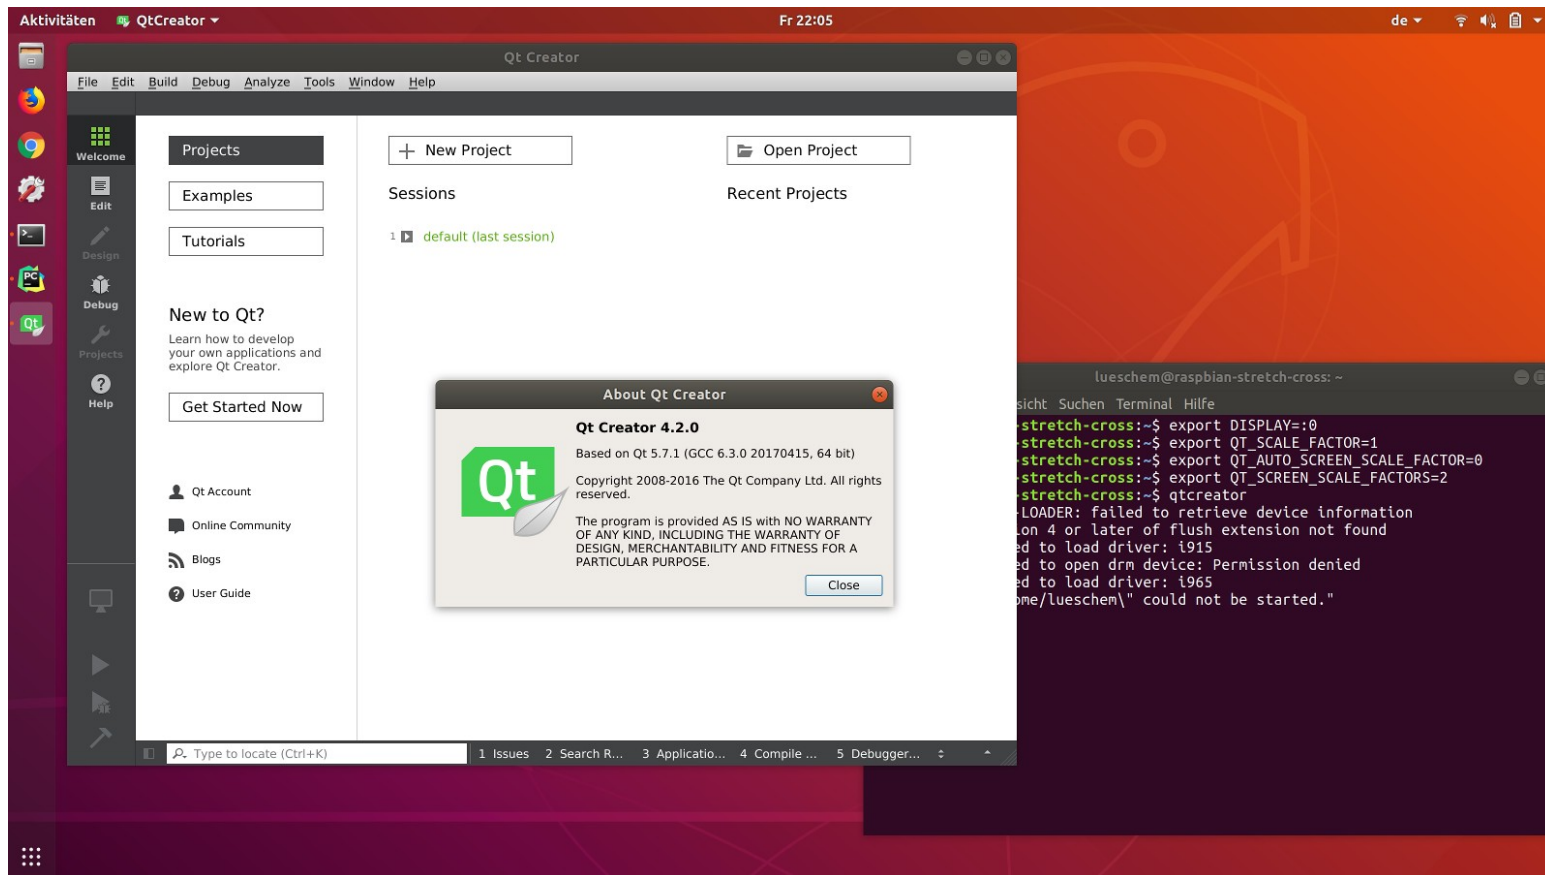 Aktivitäten QtCreator Fr 22:05 de
Qt Creator
File Edit Build Debug Analyze Tools Window Help
Welcome
Edit
Design
Debug
Projects
Help
Projects
Examples
Tutorials
New to Qt?
Learn how to develop
your own applications and
explore Qt Creator.
Get Started Now
Qt Account
Online Community
Blogs
User Guide
New Project
Open Project
Sessions
Recent Projects
1 default (last session)
About Qt Creator
Qt
Qt Creator 4.2.0
Based on Qt 5.7.1 (GCC 6.3.0 20170415, 64 bit)
Copyright 2008-2016 The Qt Company Ltd. All rights
reserved.
The program is provided AS IS with NO WARRANTY
OF ANY KIND, INCLUDING THE WARRANTY OF
DESIGN, MERCHANTABILITY AND FITNESS FOR A
PARTICULAR PURPOSE.
Close
Type to locate (Ctrl+K)
1 Issues 2 Search R... 3 Applicatio... 4 Compile ... 5 Debugger...
lueschem@raspbian-stretch-cross: ~
sicht Suchen Terminal Hilfe
-stretch-cross:~$ export DISPLAY=:0
-stretch-cross:~$ export QT_SCALE_FACTOR=1
-stretch-cross:~$ export QT_AUTO_SCREEN_SCALE_FACTOR=0
-stretch-cross:~$ export QT_SCREEN_SCALE_FACTORS=2
-stretch-cross:~$ qtcreator
-LOADER: failed to retrieve device information
ion 4 or later of flush extension not found
ed to load driver: i915
ed to open drm device: Permission denied
ed to load driver: i965
ome/lueschem\" could not be started."
PC
Qt